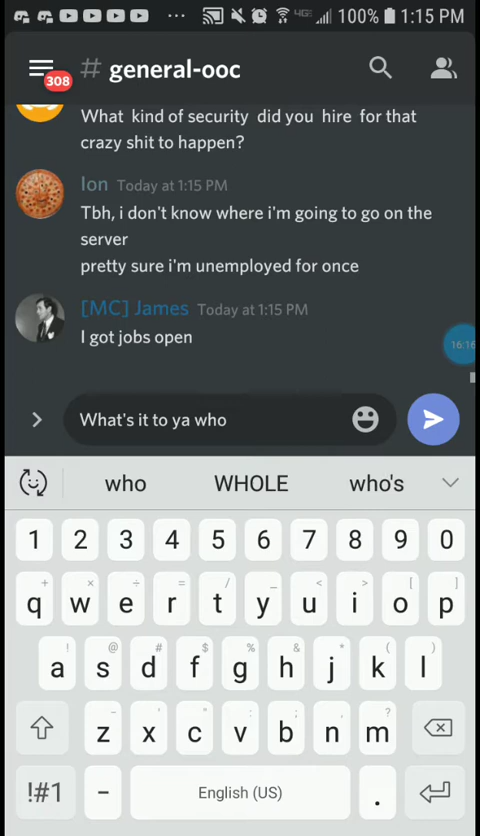 4GE 100% 1:15 PM
308
# general-ooc
What kind of security did you hire for that
crazy shit to happen?
Ion Today at 1:15 PM
Tbh, i don't know where i'm going to go on the
server
pretty sure i'm unemployed for once
[MC] James Today at 1:15 PM
I got jobs open
16:16
What's it to ya who
who WHOLE who's
1 2 3 4 5 6 7 8 9 0
+ × ÷ = / _ < > [ ]
q w e r t y u i o p
! @ # $ % ^ & * ( )
a s d f g h j k l
- ' " : ; , ?
z x c v b n m
!#1 - English (US) .